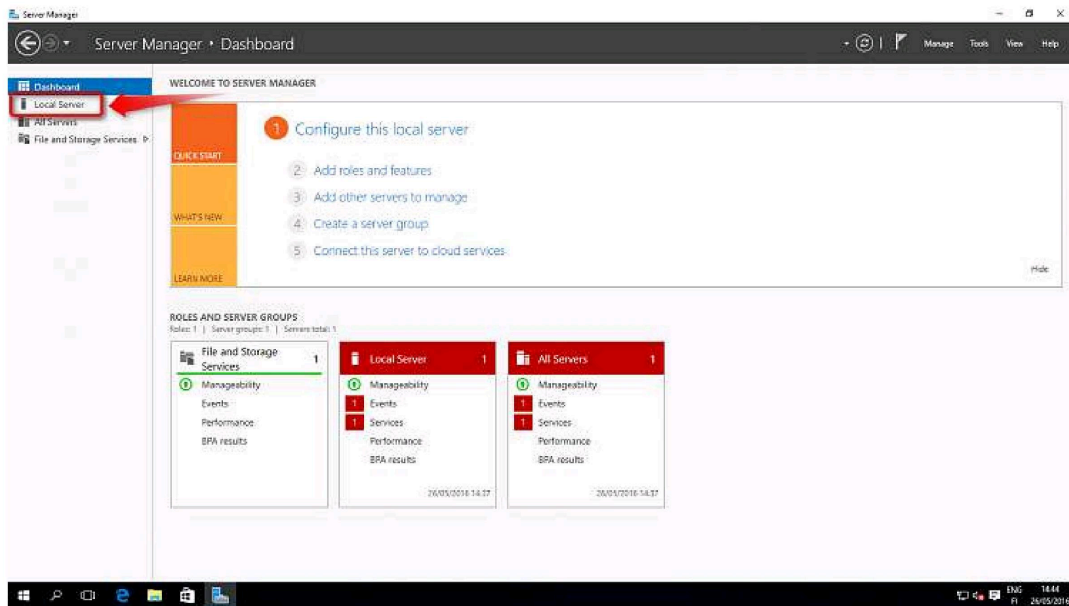 Server Manager
Server Manager • Dashboard
Manage Tools View Help
Dashboard
Local Server
All Servers
File and Storage Services
WELCOME TO SERVER MANAGER
QUICK START
WHAT'S NEW
LEARN MORE
1 Configure this local server
2 Add roles and features
3 Add other servers to manage
4 Create a server group
5 Connect this server to cloud services
Hide
ROLES AND SERVER GROUPS
Roles: 1 | Server groups: 1 | Servers total: 1
File and Storage Services 1
Manageability
Events
Performance
BPA results
Local Server 1
Manageability
1 Events
1 Services
Performance
BPA results
26/05/2016 14:37
All Servers 1
Manageability
1 Events
1 Services
Performance
BPA results
26/05/2016 14:37
ENG 14:44
FI 26/05/2016